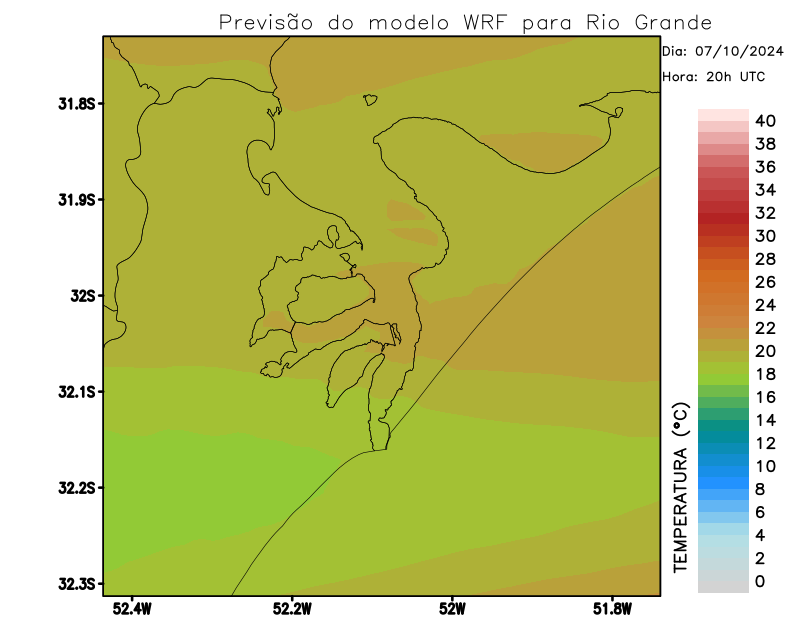 Previsão do modelo WRF para Rio Grande
Dia: 07/10/2024
Hora: 20h UTC
31.8S
31.9S
32S
32.1S
32.2S
32.3S
52.4W
52.2W
52W
51.8W
TEMPERATURA (°C)
40
38
36
34
32
30
28
26
24
22
20
18
16
14
12
10
8
6
4
2
0